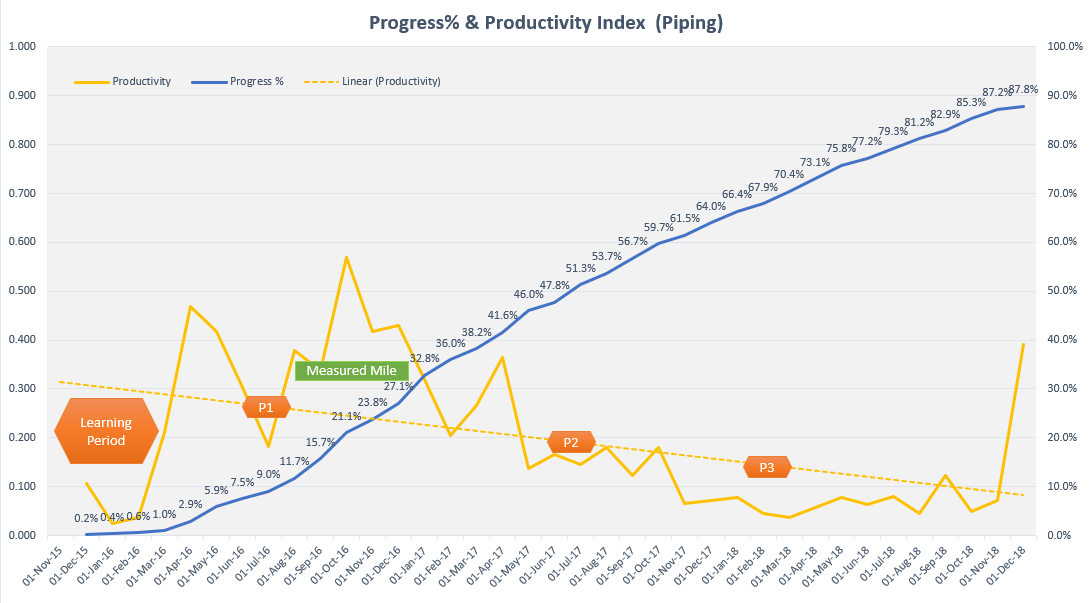 Progress% & Productivity Index (Piping)
1.000
0.900
0.800
0.700
0.600
0.500
0.400
0.300
0.200
0.100
0.000
100.0%
90.0%
80.0%
70.0%
60.0%
50.0%
40.0%
30.0%
20.0%
10.0%
0.0%
Productivity
Progress %
Linear (Productivity)
Learning
Period
P1
Measured Mile
P2
P3
0.2%
0.4%
0.6%
1.0%
2.9%
5.9%
7.5%
9.0%
11.7%
15.7%
21.1%
23.8%
27.1%
32.8%
36.0%
38.2%
41.6%
46.0%
47.8%
51.3%
53.7%
56.7%
59.7%
61.5%
64.0%
66.4%
67.9%
70.4%
73.1%
75.8%
77.2%
79.3%
81.2%
82.9%
85.3%
87.2%
87.8%
01-Nov-15
01-Dec-15
01-Jan-16
01-Feb-16
01-Mar-16
01-Apr-16
01-May-16
01-Jun-16
01-Jul-16
01-Aug-16
01-Sep-16
01-Oct-16
01-Nov-16
01-Dec-16
01-Jan-17
01-Feb-17
01-Mar-17
01-Apr-17
01-May-17
01-Jun-17
01-Jul-17
01-Aug-17
01-Sep-17
01-Oct-17
01-Nov-17
01-Dec-17
01-Jan-18
01-Feb-18
01-Mar-18
01-Apr-18
01-May-18
01-Jun-18
01-Jul-18
01-Aug-18
01-Sep-18
01-Oct-18
01-Nov-18
01-Dec-18